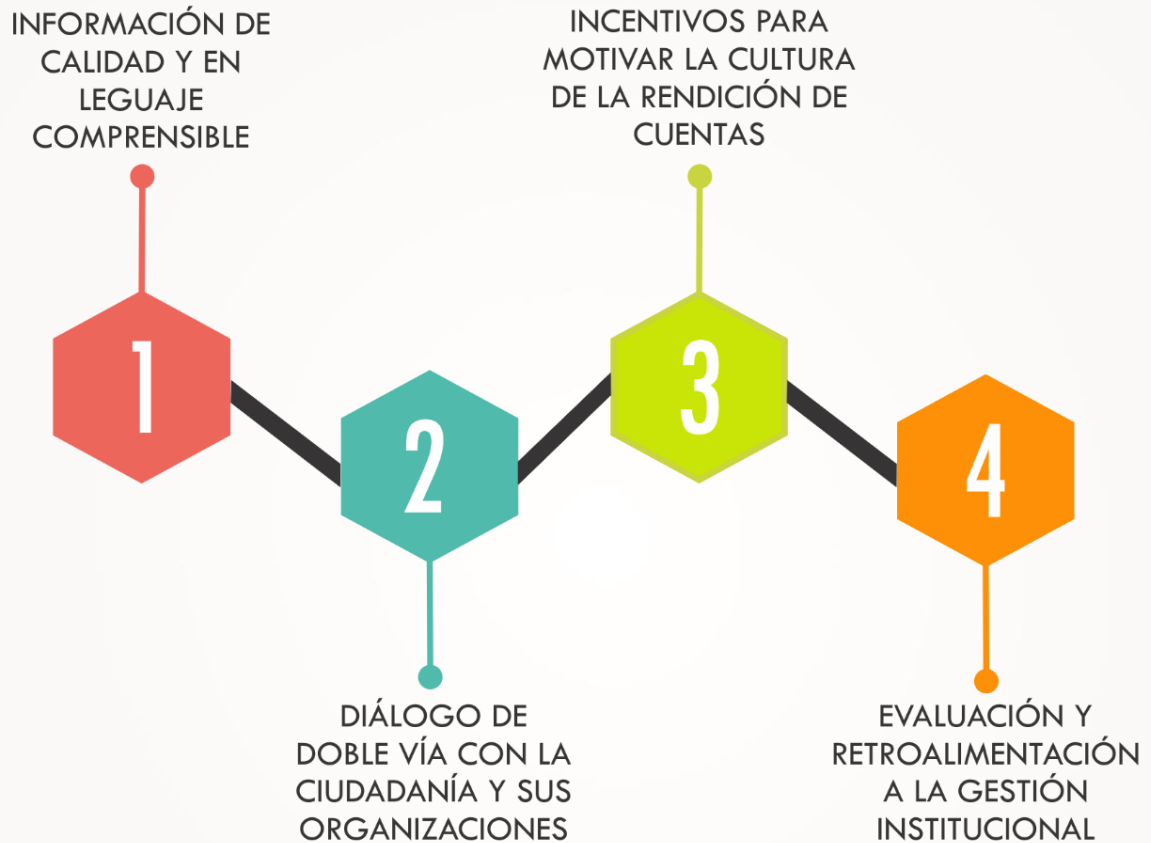 INFORMACIÓN DE
CALIDAD Y EN
LEGUAJE
COMPRENSIBLE
1
2
DIÁLOGO DE
DOBLE VÍA CON LA
CIUDADANÍA Y SUS
ORGANIZACIONES
INCENTIVOS PARA
MOTIVAR LA CULTURA
DE LA RENDICIÓN DE
CUENTAS
3
4
EVALUACIÓN Y
RETROALIMENTACIÓN
A LA GESTIÓN
INSTITUCIONAL